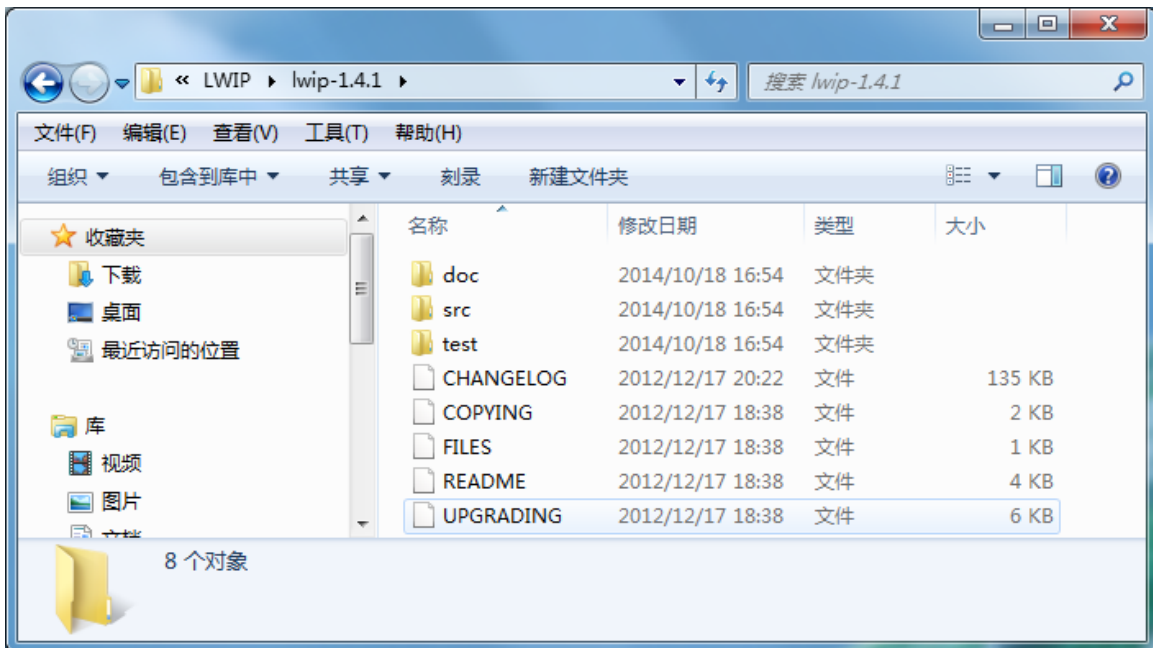 « LWIP lwip-1.4.1 搜索 lwip-1.4.1
文件(F) 编辑(E) 查看(V) 工具(T) 帮助(H)
组织 包含到库中 共享 刻录 新建文件夹
收藏夹
下载
桌面
最近访问的位置
库
视频
图片
文档
名称 修改日期 类型 大小
doc 2014/10/18 16:54 文件夹
src 2014/10/18 16:54 文件夹
test 2014/10/18 16:54 文件夹
CHANGELOG 2012/12/17 20:22 文件 135 KB
COPYING 2012/12/17 18:38 文件 2 KB
FILES 2012/12/17 18:38 文件 1 KB
README 2012/12/17 18:38 文件 4 KB
UPGRADING 2012/12/17 18:38 文件 6 KB
8 个对象